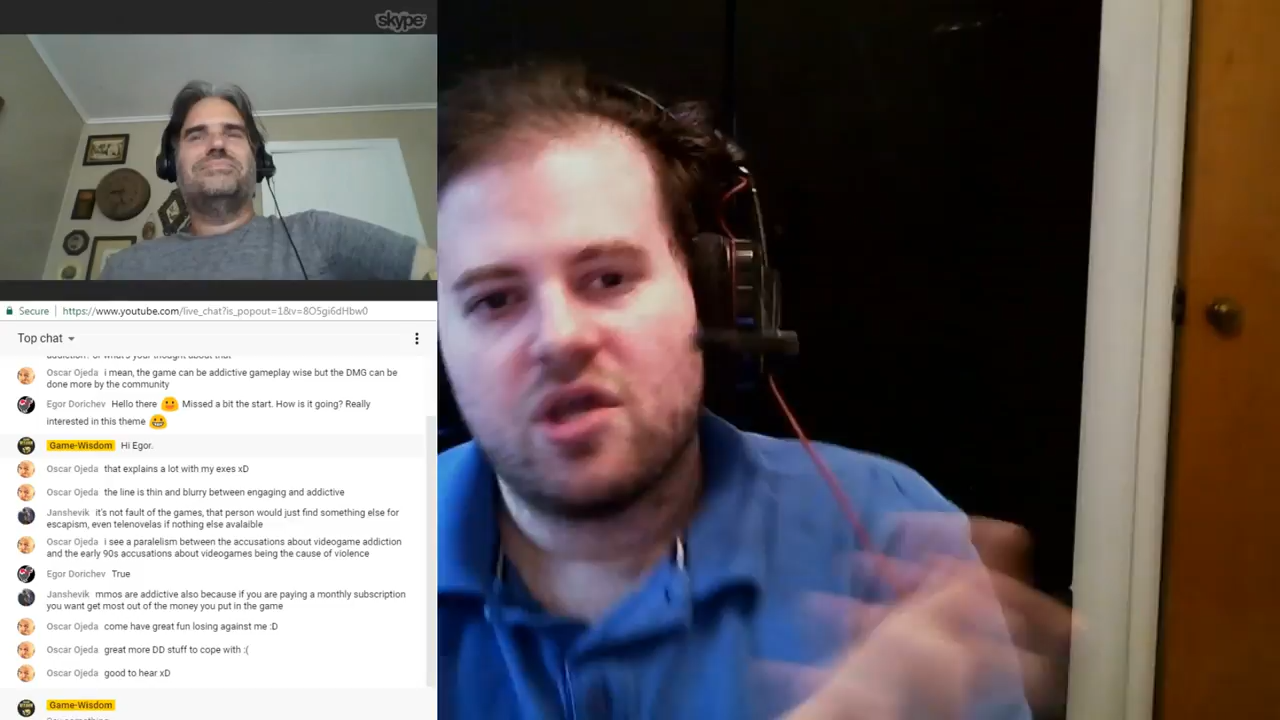 skype
Secure
https://www.youtube.com/live_chat?is_popout=1&v=8O5gi6dHbw0
Top chat
addiction? or what's your thought about that
Oscar Ojeda i mean, the game can be addictive gameplay wise but the DMG can be
done more by the community
Egor Dorichev Hello there Missed a bit the start. How is it going? Really
interested in this theme
Game-Wisdom Hi Egor.
Oscar Ojeda that explains a lot with my exes xD
Oscar Ojeda the line is thin and blurry between engaging and addictive
Janshevik it's not fault of the games, that person would just find something else for
escapism, even telenovelas if nothing else avalaible
Oscar Ojeda i see a paralelism between the accusations about videogame addiction
and the early 90s accusations about videogames being the cause of violence
Egor Dorichev True
Janshevik mmos are addictive also because if you are paying a monthly subscription
you want get most out of the money you put in the game
Oscar Ojeda come have great fun losing against me :D
Oscar Ojeda great more DD stuff to cope with :(
Oscar Ojeda good to hear xD
Game-Wisdom
Say something